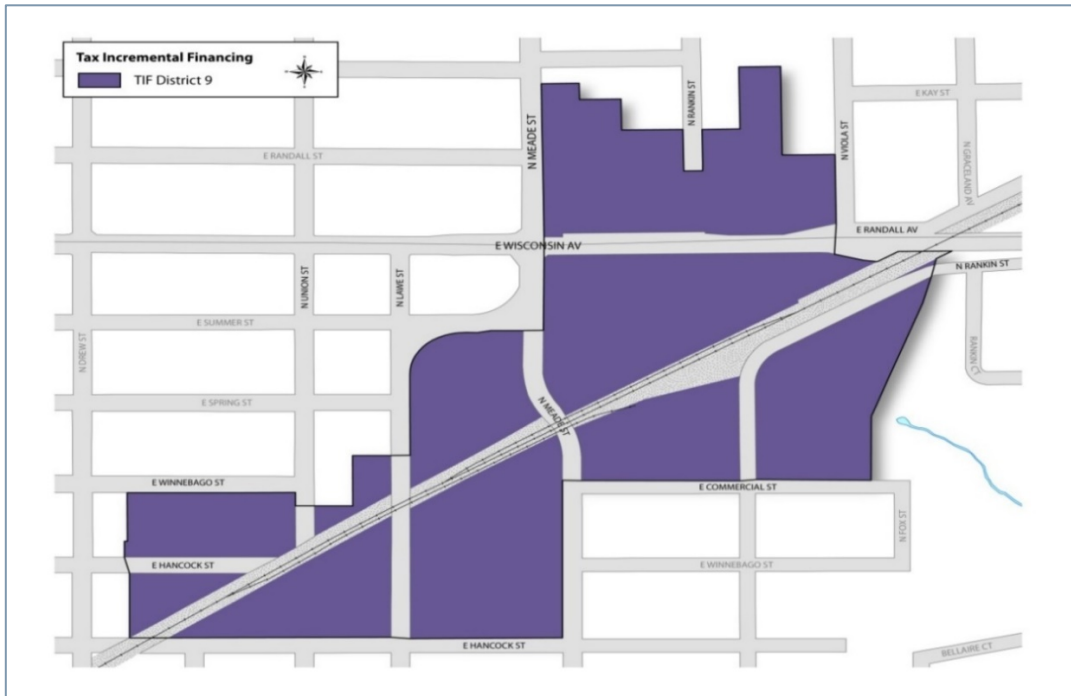 Tax Incremental Financing
TIF District 9
E KAY ST
N RANKIN ST
N MEADE ST
N VIOLA ST
N GRACELAND AV
E RANDALL ST
E RANDALL AV
E WISCONSIN AV
N RANKIN ST
N UNION ST
N LAWE ST
E SUMMER ST
N DREW ST
RANKIN CT
E SPRING ST
N MEADE ST
E WINNEBAGO ST
E COMMERCIAL ST
N FOX ST
E HANCOCK ST
E WINNEBAGO ST
E HANCOCK ST
BELLAIRE CT